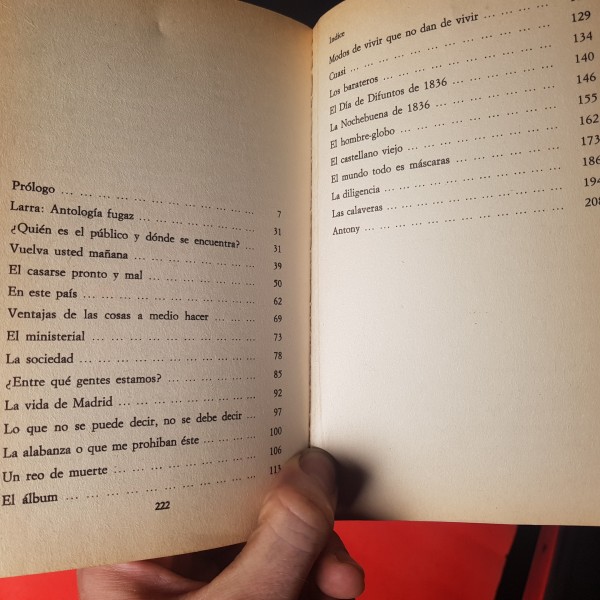 Prólogo ... ... ... ... ... ... ... ... ... ... 7
Larra: Antología fugaz ... ... ... ... ... ... 31
¿Quién es el público y dónde se encuentra? ... 31
Vuelva usted mañana ... ... ... ... ... ... ... 39
El casarse pronto y mal ... ... ... ... ... ... 50
En este país ... ... ... ... ... ... ... ... ... 62
Ventajas de las cosas a medio hacer ... ... ... 69
El ministerial ... ... ... ... ... ... ... ... ... 73
La sociedad ... ... ... ... ... ... ... ... ... 78
¿Entre qué gentes estamos? ... ... ... ... ... 85
La vida de Madrid ... ... ... ... ... ... ... ... 92
Lo que no se puede decir, no se debe decir ... 97
La alabanza o que me prohiban éste ... ... ... 100
Un reo de muerte ... ... ... ... ... ... ... ... 106
El álbum ... ... ... ... ... ... ... ... ... ... 113
222
Indice
Modos de vivir que no dan de vivir ... ... ...
Cuasi ... ... ... ... ... ... ... ... ... ... 129
Los barateros ... ... ... ... ... ... ... ... 134
El Día de Difuntos de 1836 ... ... ... ... ... 140
La Nochebuena de 1836 ... ... ... ... ... ... 146
El hombre-globo ... ... ... ... ... ... ... ... 155
El castellano viejo ... ... ... ... ... ... ... 162
El mundo todo es máscaras ... ... ... ... ... 173
La diligencia ... ... ... ... ... ... ... ... ... 186
Las calaveras ... ... ... ... ... ... ... ... ... 194
Antony ... ... ... ... ... ... ... ... ... ... 208